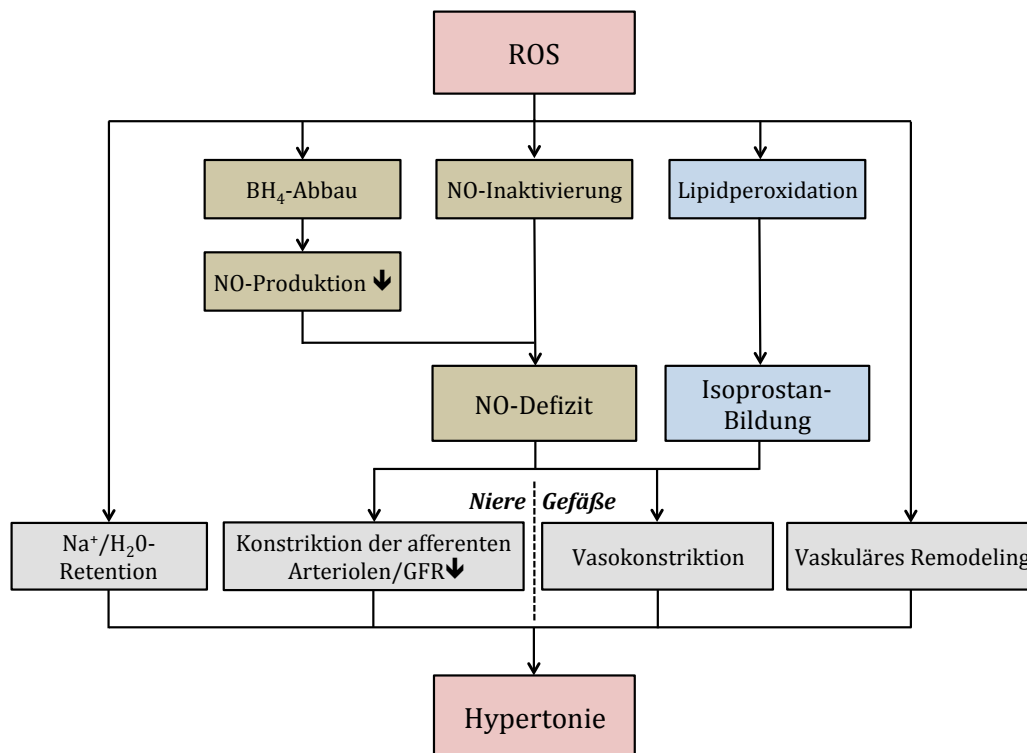 ROS
BH₄-Abbau
NO-Inaktivierung
Lipidperoxidation
NO-Produktion 🡻
NO-Defizit
Isoprostan-
Bildung
Niere
Gefäße
Na⁺/H₂0-
Retention
Konstriktion der afferenten
Arteriolen/GFR🡻
Vasokonstriktion
Vaskuläres Remodeling
Hypertonie